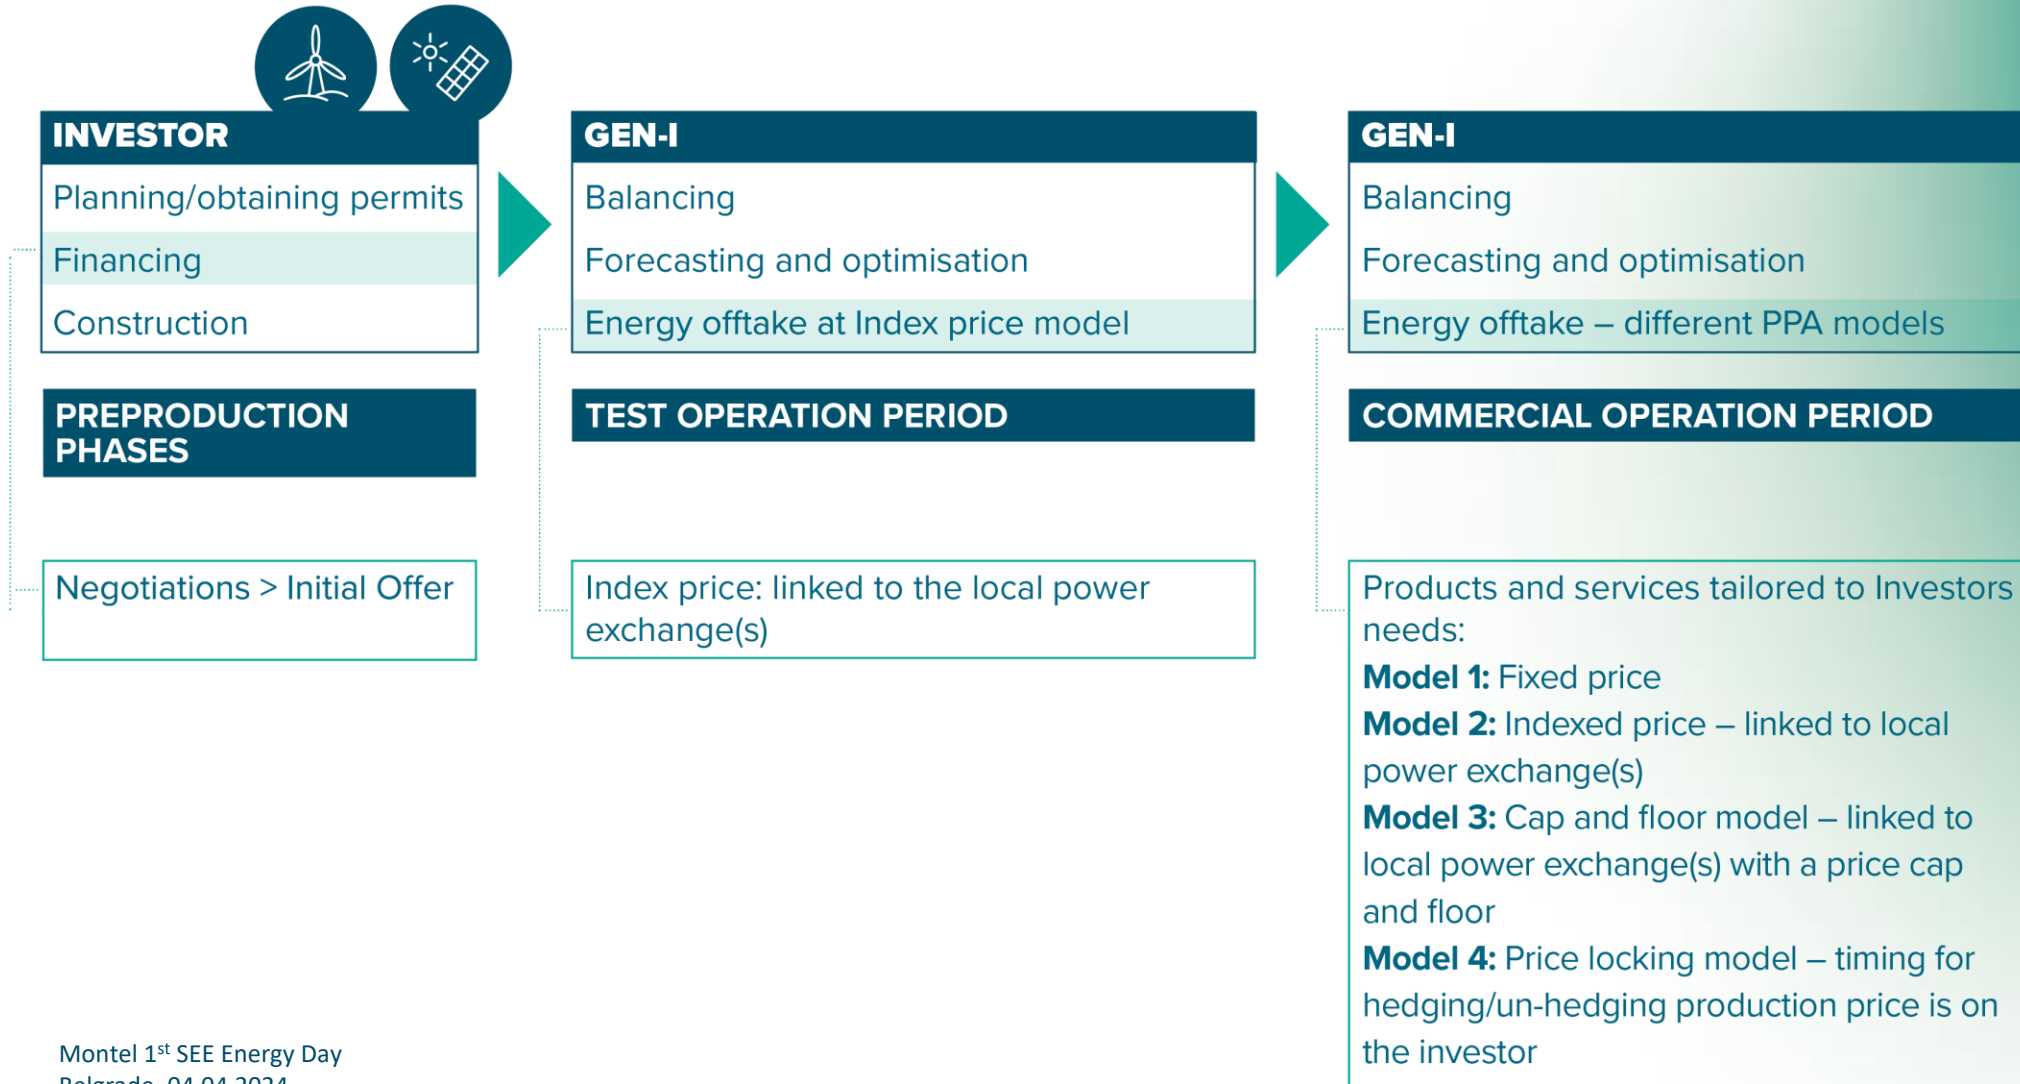 INVESTOR
Planning/obtaining permits
Financing
Construction
PREPRODUCTION
PHASES
Negotiations > Initial Offer
GEN-I
Balancing
Forecasting and optimisation
Energy offtake at Index price model
TEST OPERATION PERIOD
Index price: linked to the local power
exchange(s)
GEN-I
Balancing
Forecasting and optimisation
Energy offtake – different PPA models
COMMERCIAL OPERATION PERIOD
Products and services tailored to Investors
needs:
Model 1: Fixed price
Model 2: Indexed price – linked to local
power exchange(s)
Model 3: Cap and floor model – linked to
local power exchange(s) with a price cap
and floor
Model 4: Price locking model – timing for
hedging/un-hedging production price is on
the investor
Montel 1st SEE Energy Day
Belgrade, 04.04.2024